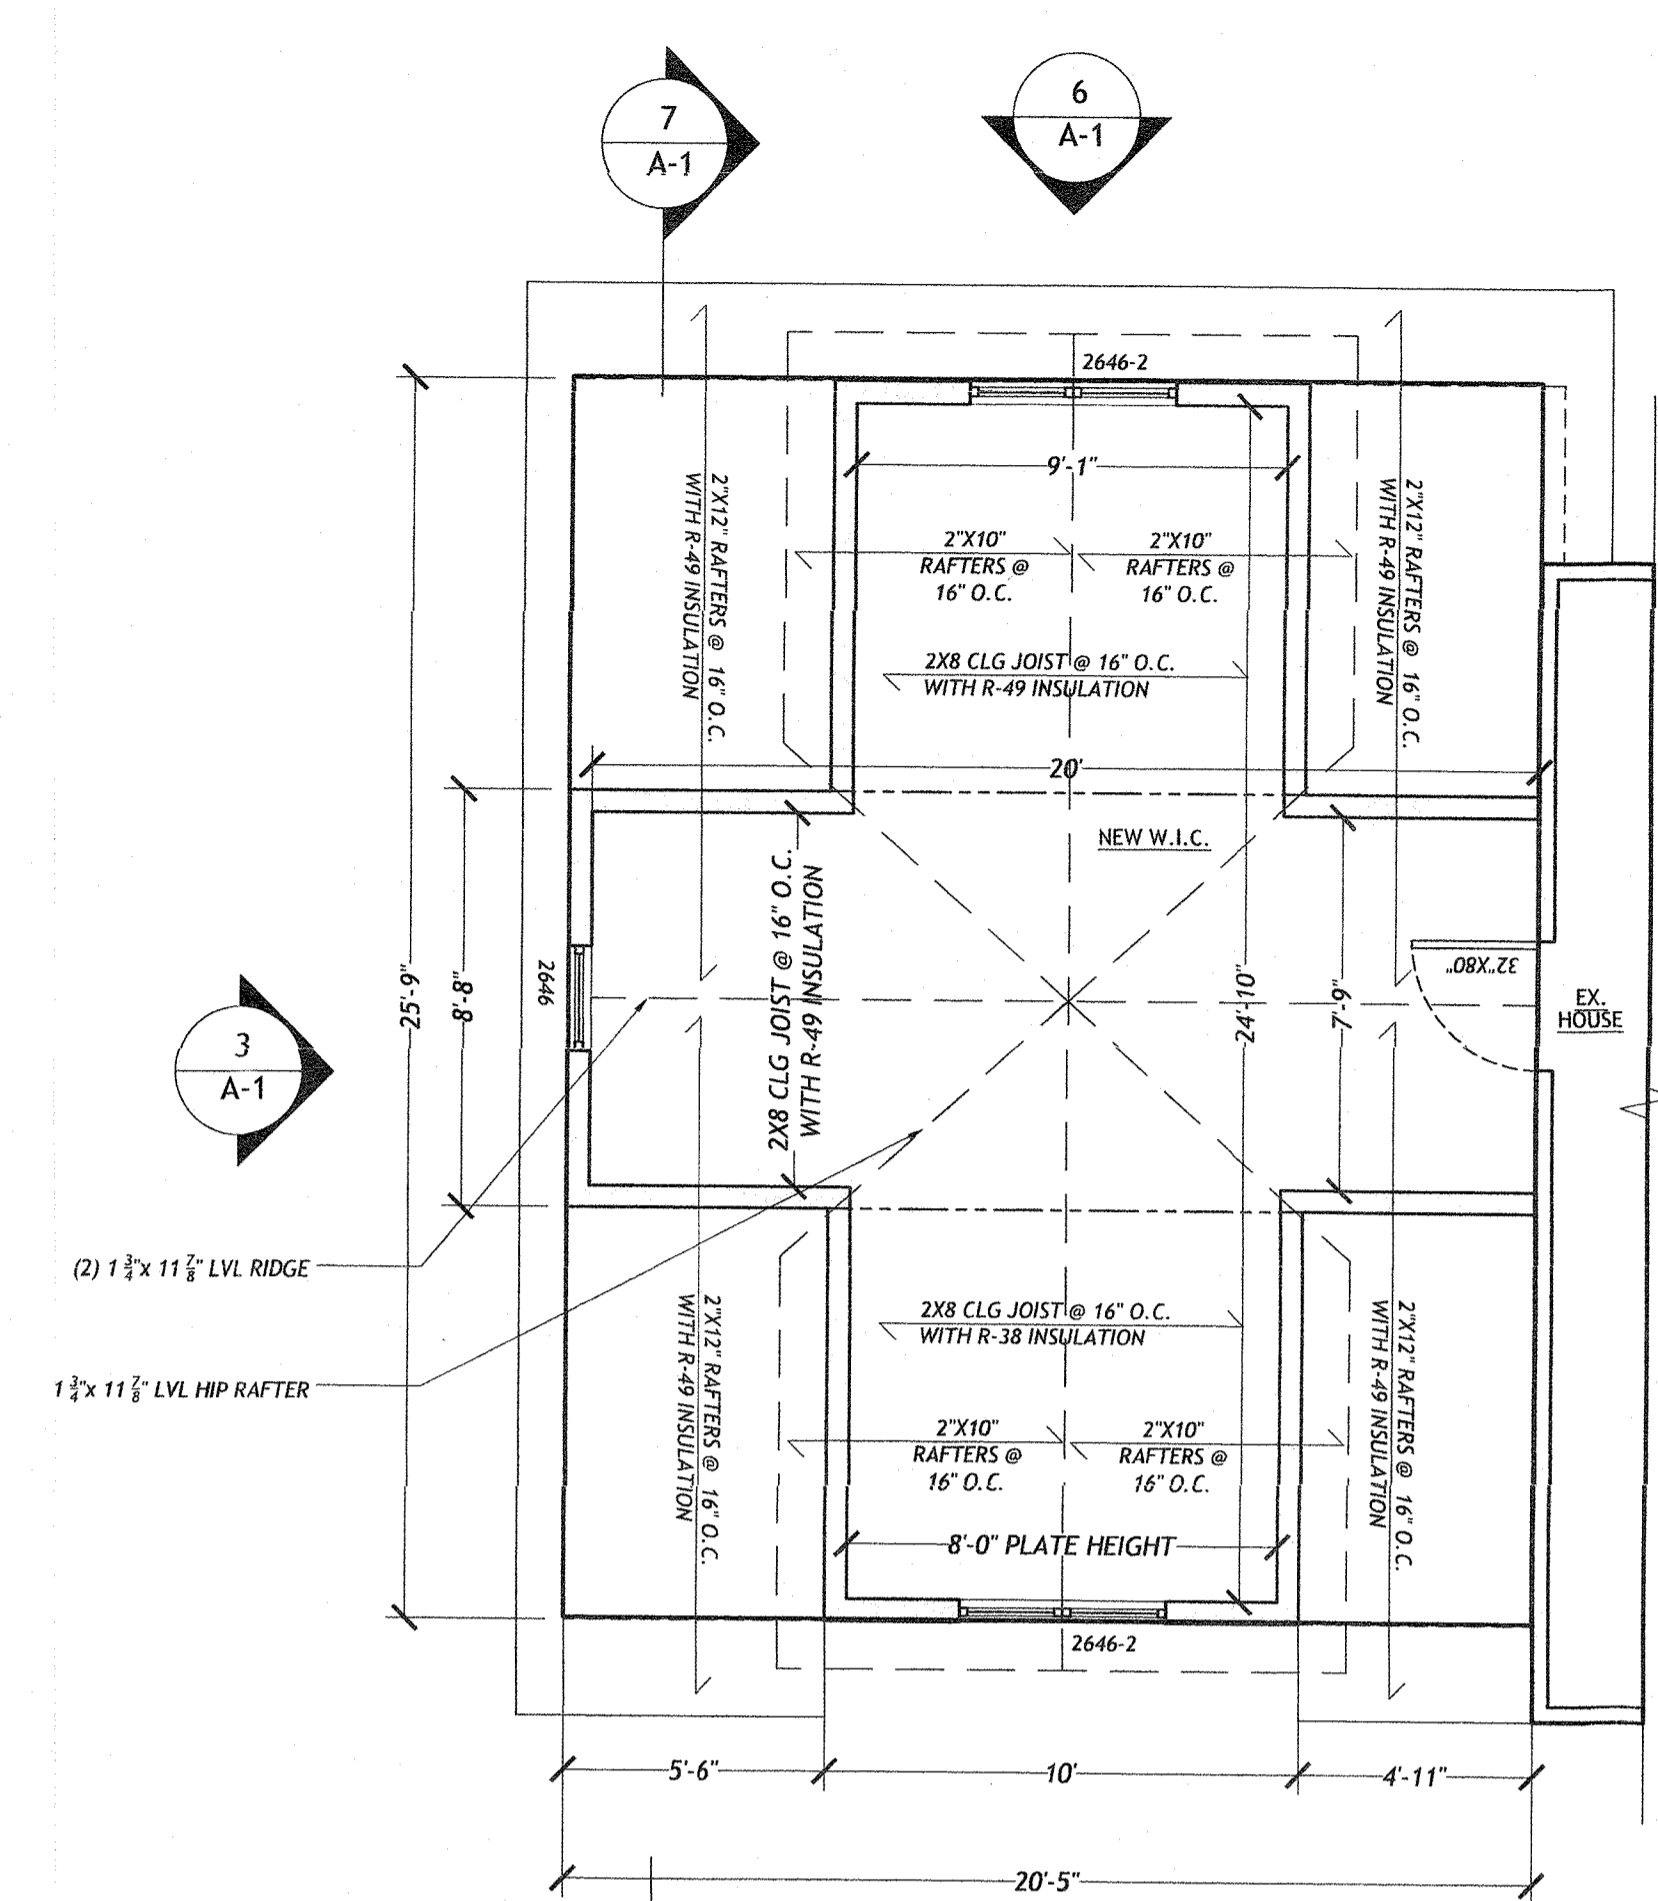 7
A-1
6
A-1
2646-2
9'-1"
2"X12" RAFTERS @ 16" O.C.
WITH R-49 INSULATION
2"X10"
RAFTERS @
16" O.C.
2"X10"
RAFTERS @
16" O.C.
2"X12" RAFTERS @ 16" O.C.
WITH R-49 INSULATION
2X8 CLG JOIST @ 16" O.C.
WITH R-49 INSULATION
20'
NEW W.I.C.
25'-9"
8'-8"
2646
2X8 CLG JOIST @ 16" O.C.
WITH R-49 INSULATION
24'-10"
7'-9"
32"X80"
EX.
HOUSE
3
A-1
(2) 1 3/4"x 11 7/8" LVL RIDGE
1 3/4"x 11 7/8" LVL HIP RAFTER
2"X12" RAFTERS @ 16" O.C.
WITH R-49 INSULATION
2X8 CLG JOIST @ 16" O.C.
WITH R-38 INSULATION
2"X12" RAFTERS @ 16" O.C.
WITH R-49 INSULATION
2"X10"
RAFTERS @
16" O.C.
2"X10"
RAFTERS @
16" O.C.
8'-0" PLATE HEIGHT
2646-2
5'-6"
10'
4'-11"
20'-5"